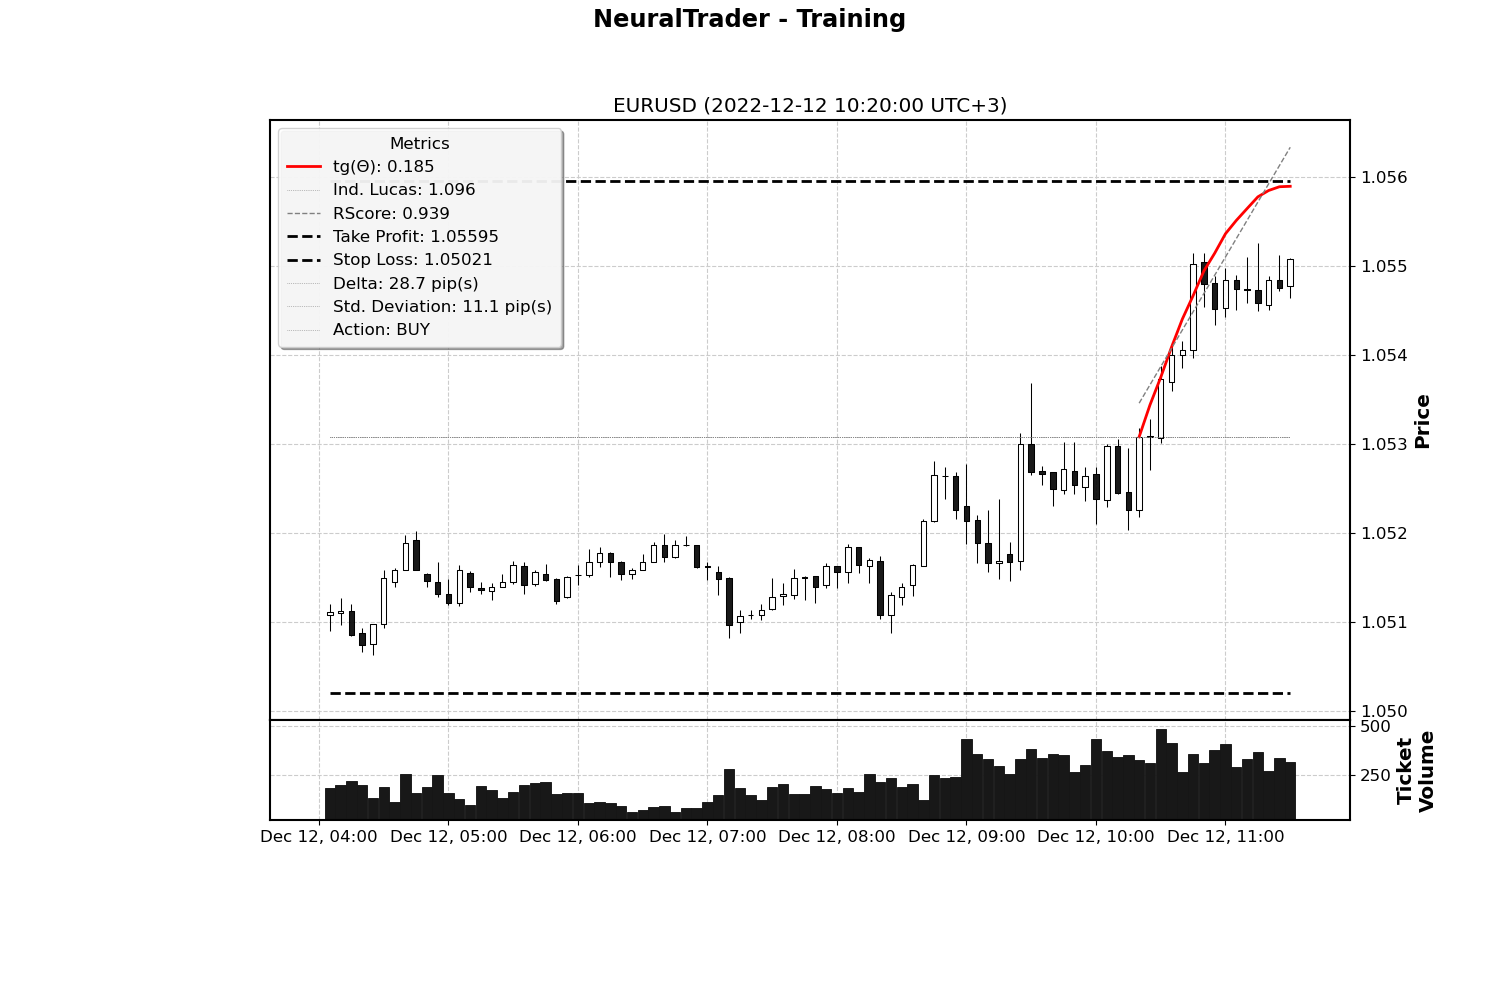 NeuralTrader - Training
EURUSD (2022-12-12 10:20:00 UTC+3)
Metrics
tg(Θ): 0.185
Ind. Lucas: 1.096
RScore: 0.939
Take Profit: 1.05595
Stop Loss: 1.05021
Delta: 28.7 pip(s)
Std. Deviation: 11.1 pip(s)
Action: BUY
1.056
1.055
1.054
1.053
1.052
1.051
1.050
Price
500
250
Ticket
Volume
Dec 12, 04:00 Dec 12, 05:00 Dec 12, 06:00 Dec 12, 07:00 Dec 12, 08:00 Dec 12, 09:00 Dec 12, 10:00 Dec 12, 11:00